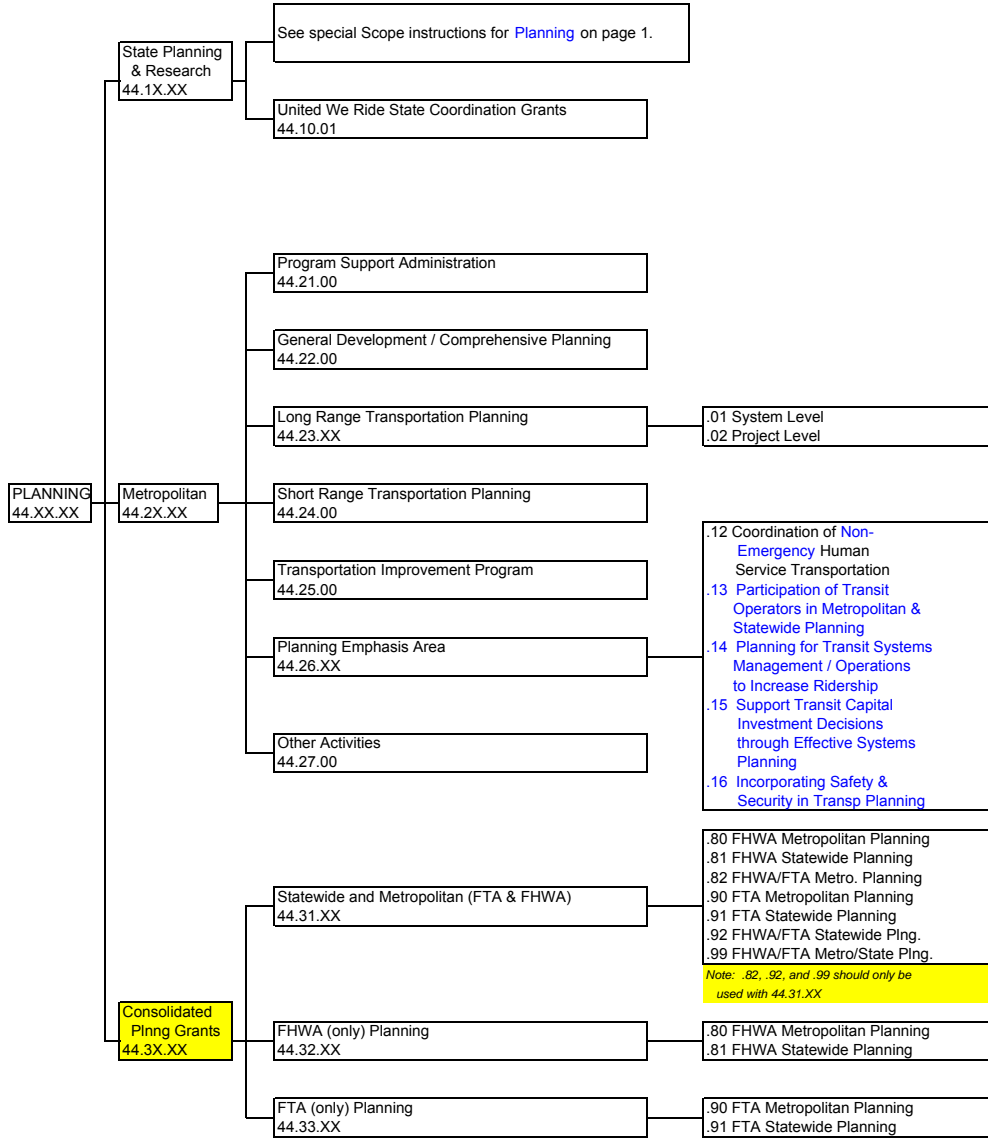 See special Scope instructions for Planning on page 1.
State Planning
& Research
44.1X.XX
United We Ride State Coordination Grants
44.10.01
Program Support Administration
44.21.00
General Development / Comprehensive Planning
44.22.00
Long Range Transportation Planning
44.23.XX
.01 System Level
.02 Project Level
PLANNING
44.XX.XX
Metropolitan
44.2X.XX
Short Range Transportation Planning
44.24.00
Transportation Improvement Program
44.25.00
Planning Emphasis Area
44.26.XX
.12 Coordination of Non-
Emergency Human
Service Transportation
.13 Participation of Transit
Operators in Metropolitan &
Statewide Planning
.14 Planning for Transit Systems
Management / Operations
to Increase Ridership
.15 Support Transit Capital
Investment Decisions
through Effective Systems
Planning
.16 Incorporating Safety &
Security in Transp Planning
Other Activities
44.27.00
Statewide and Metropolitan (FTA & FHWA)
44.31.XX
.80 FHWA Metropolitan Planning
.81 FHWA Statewide Planning
.82 FHWA/FTA Metro. Planning
.90 FTA Metropolitan Planning
.91 FTA Statewide Planning
.92 FHWA/FTA Statewide Plng.
.99 FHWA/FTA Metro/State Plng.
Note: .82, .92, and .99 should only be
used with 44.31.XX
Consolidated
Plnng Grants
44.3X.XX
FHWA (only) Planning
44.32.XX
.80 FHWA Metropolitan Planning
.81 FHWA Statewide Planning
FTA (only) Planning
44.33.XX
.90 FTA Metropolitan Planning
.91 FTA Statewide Planning